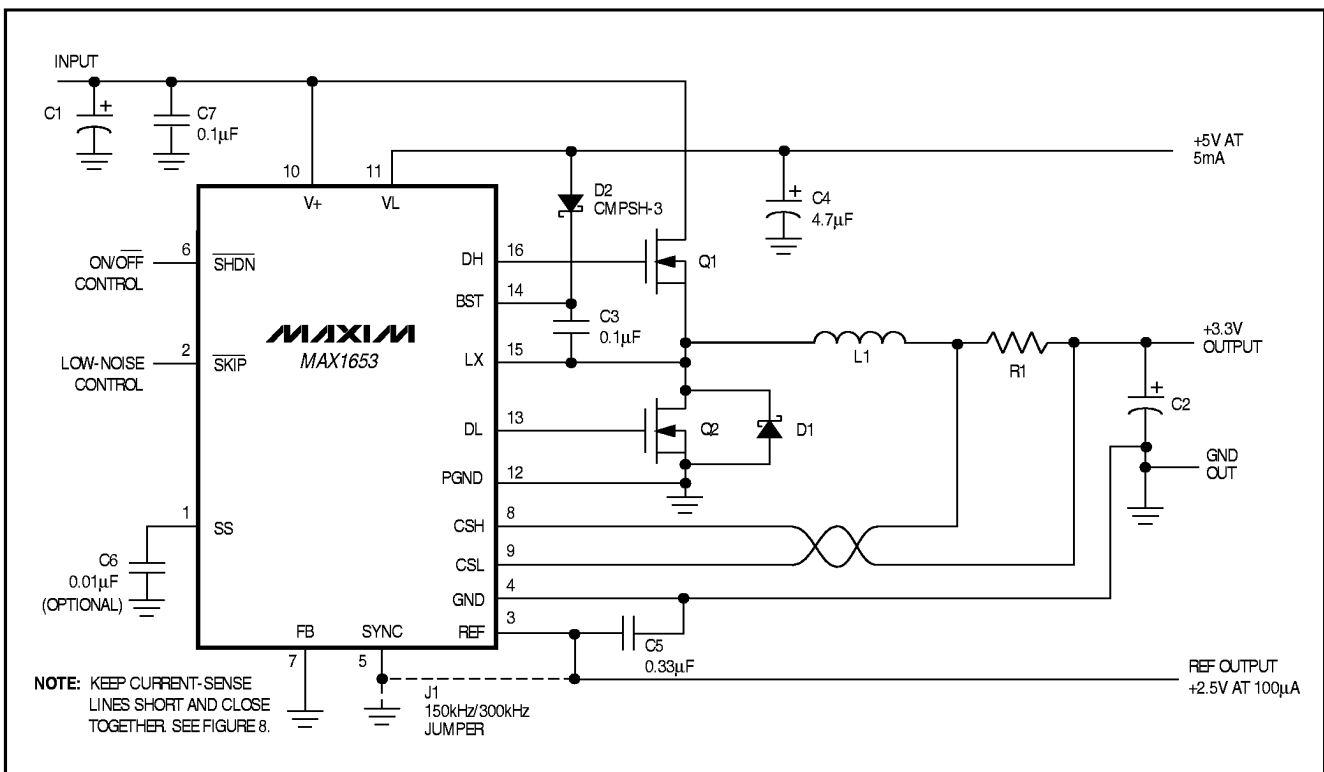 INPUT
C1
+
C7
0.1µF
10
11
V+
VL
+5V AT
5mA
D2
CMPSH-3
+
C4
4.7µF
ON/O̅F̅F̅
CONTROL
6
S̅H̅D̅N̅
DH
16
Q1
BST
14
C3
0.1µF
MAXIM
MAX1653
LOW-NOISE
CONTROL
2
S̅K̅I̅P̅
LX
15
L1
R1
+3.3V
OUTPUT
+
C2
DL
13
Q2
D1
GND
OUT
PGND
12
1
SS
CSH
8
C6
0.01µF
(OPTIONAL)
CSL
9
GND
4
REF
3
FB
SYNC
7
5
C5
0.33µF
J1
150kHz/300kHz
JUMPER
REF OUTPUT
+2.5V AT 100µA
NOTE: KEEP CURRENT-SENSE
LINES SHORT AND CLOSE
TOGETHER. SEE FIGURE 8.